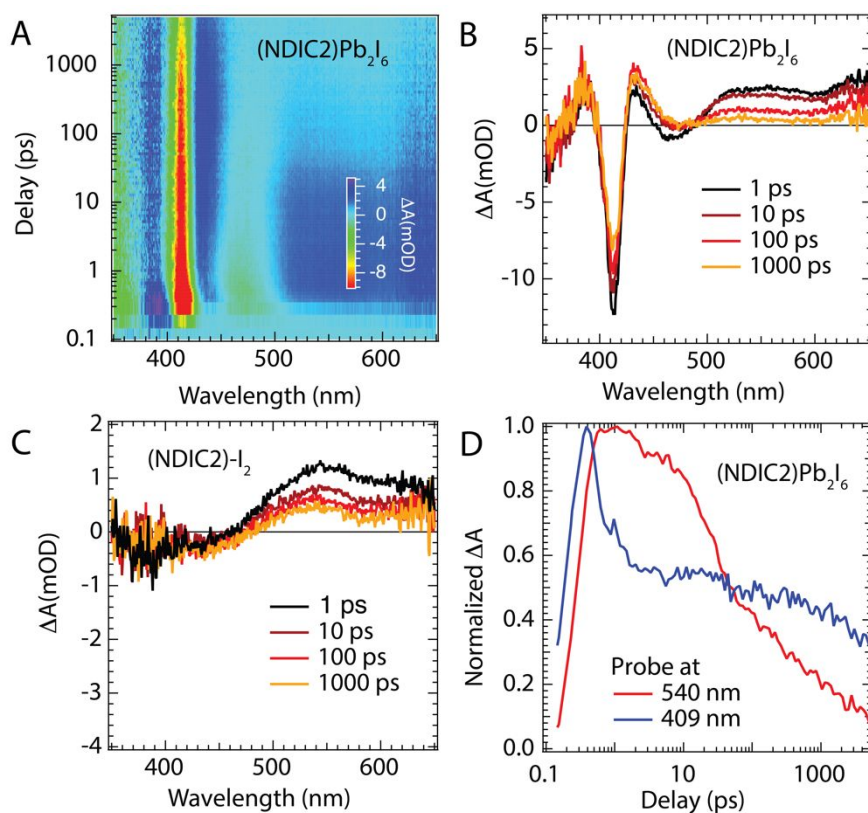 A
(NDIC2)Pb₂I₆
1000
100
10
1
0.1
Delay (ps)
4
0
-4
-8
ΔA(mOD)
400
500
600
Wavelength (nm)
B
(NDIC2)Pb₂I₆
5
0
-5
-10
ΔA(mOD)
1 ps
10 ps
100 ps
1000 ps
400
500
600
Wavelength (nm)
C
(NDIC2)-I₂
2
1
0
-1
-2
-3
-4
ΔA(mOD)
1 ps
10 ps
100 ps
1000 ps
400
500
600
Wavelength (nm)
D
(NDIC2)Pb₂I₆
1.0
0.8
0.6
0.4
0.2
0.0
Normalized ΔA
Probe at
540 nm
409 nm
0.1
10
1000
Delay (ps)